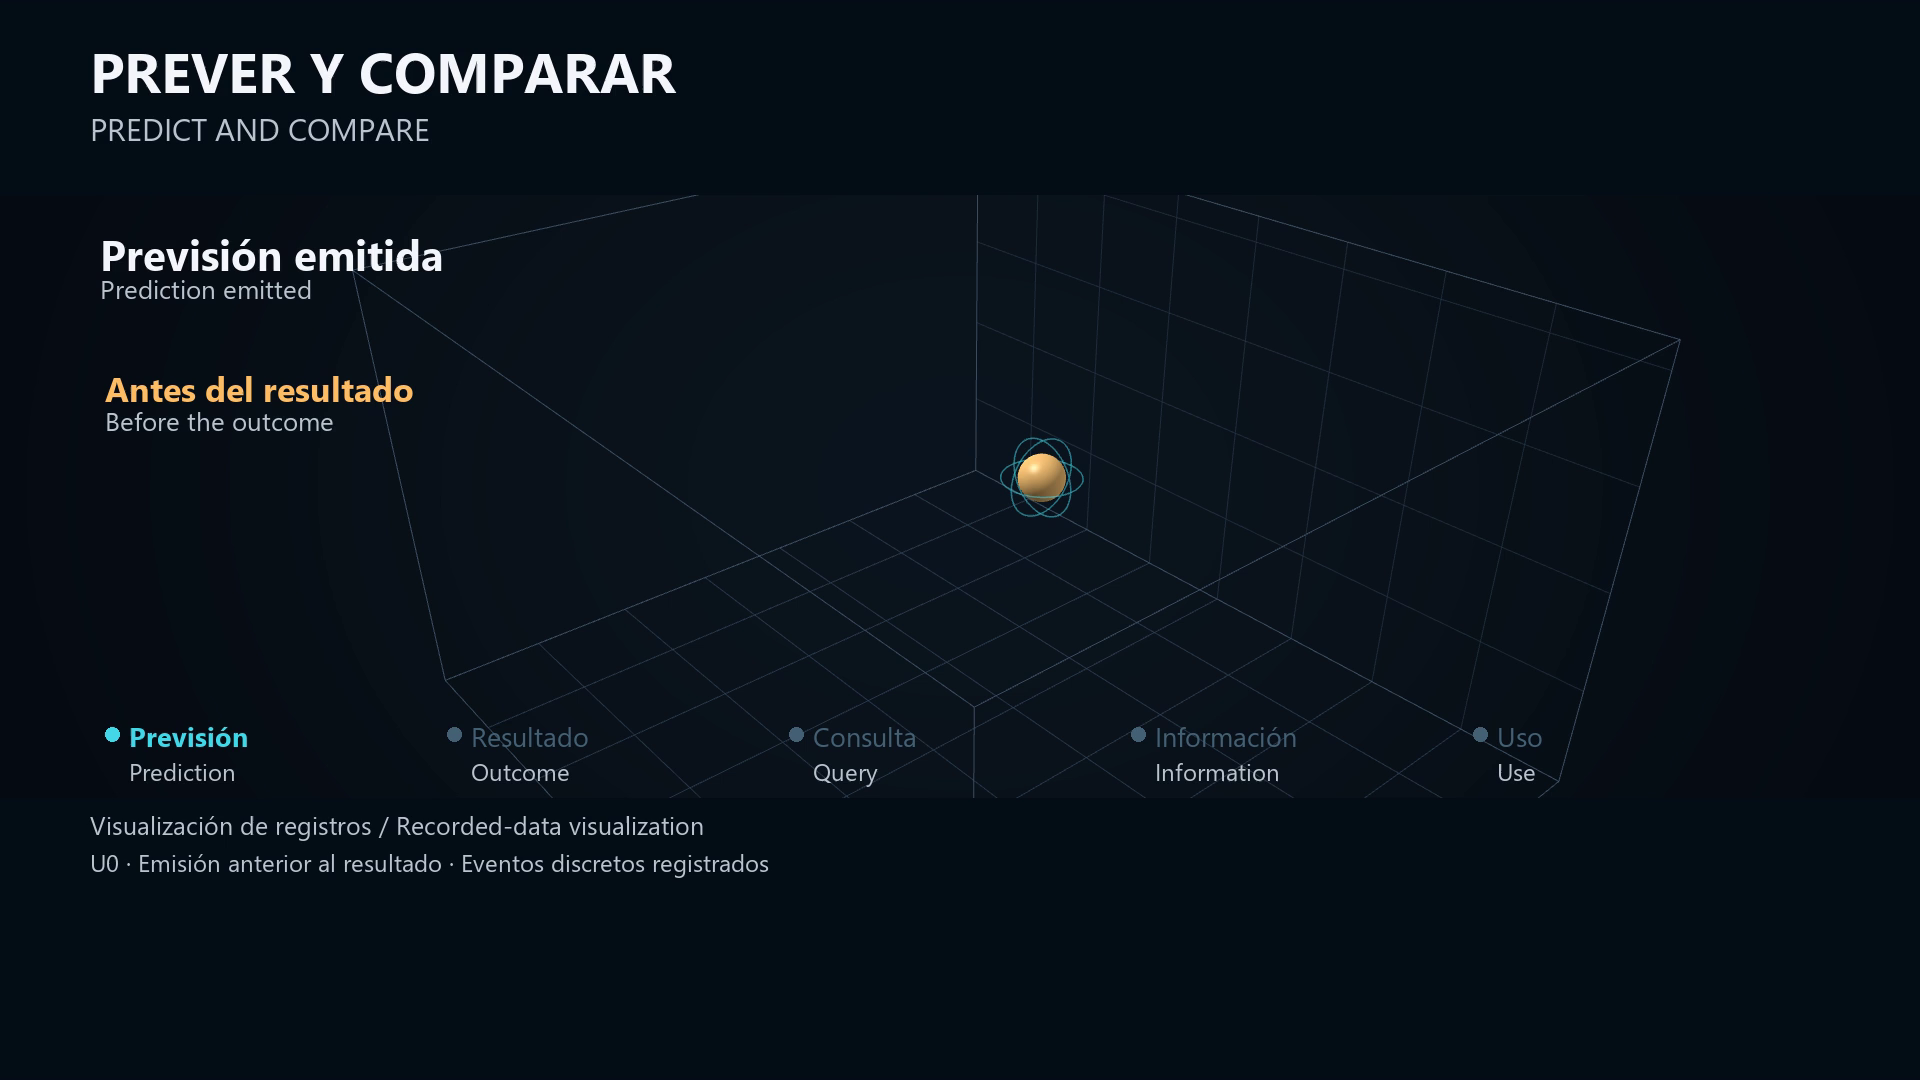 PREVER Y COMPARAR
PREDICT AND COMPARE
Previsión emitida
Prediction emitted
Antes del resultado
Before the outcome
Previsión
Prediction
Resultado
Outcome
Consulta
Query
Información
Information
Uso
Use
Visualización de registros / Recorded-data visualization
U0 · Emisión anterior al resultado · Eventos discretos registrados